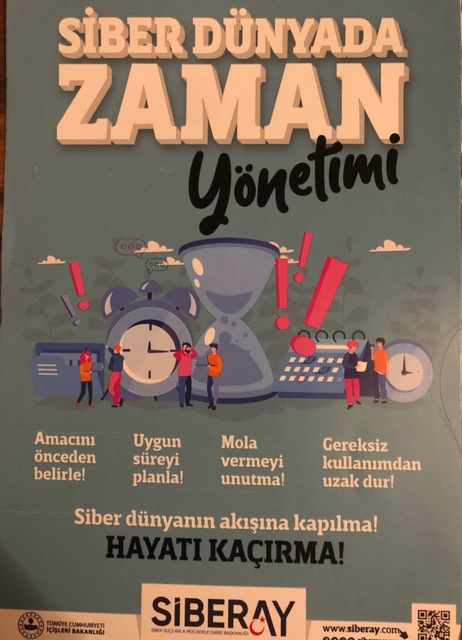 SİBER DÜNYADA
ZAMAN
Yönetimi
Amacını
önceden
belirle!
Uygun
süreyi
planla!
Mola
vermeyi
unutma!
Gereksiz
kullanımdan
uzak dur!
Siber dünyanın akışına kapılma!
HAYATI KAÇIRMA!
TÜRKİYE CUMHURİYETİ
İÇİŞLERİ BAKANLIĞI
SİBERAY
SİBER SUÇLARLA MÜCADELE DAİRE BAŞKANLIĞI
www.siberay.com